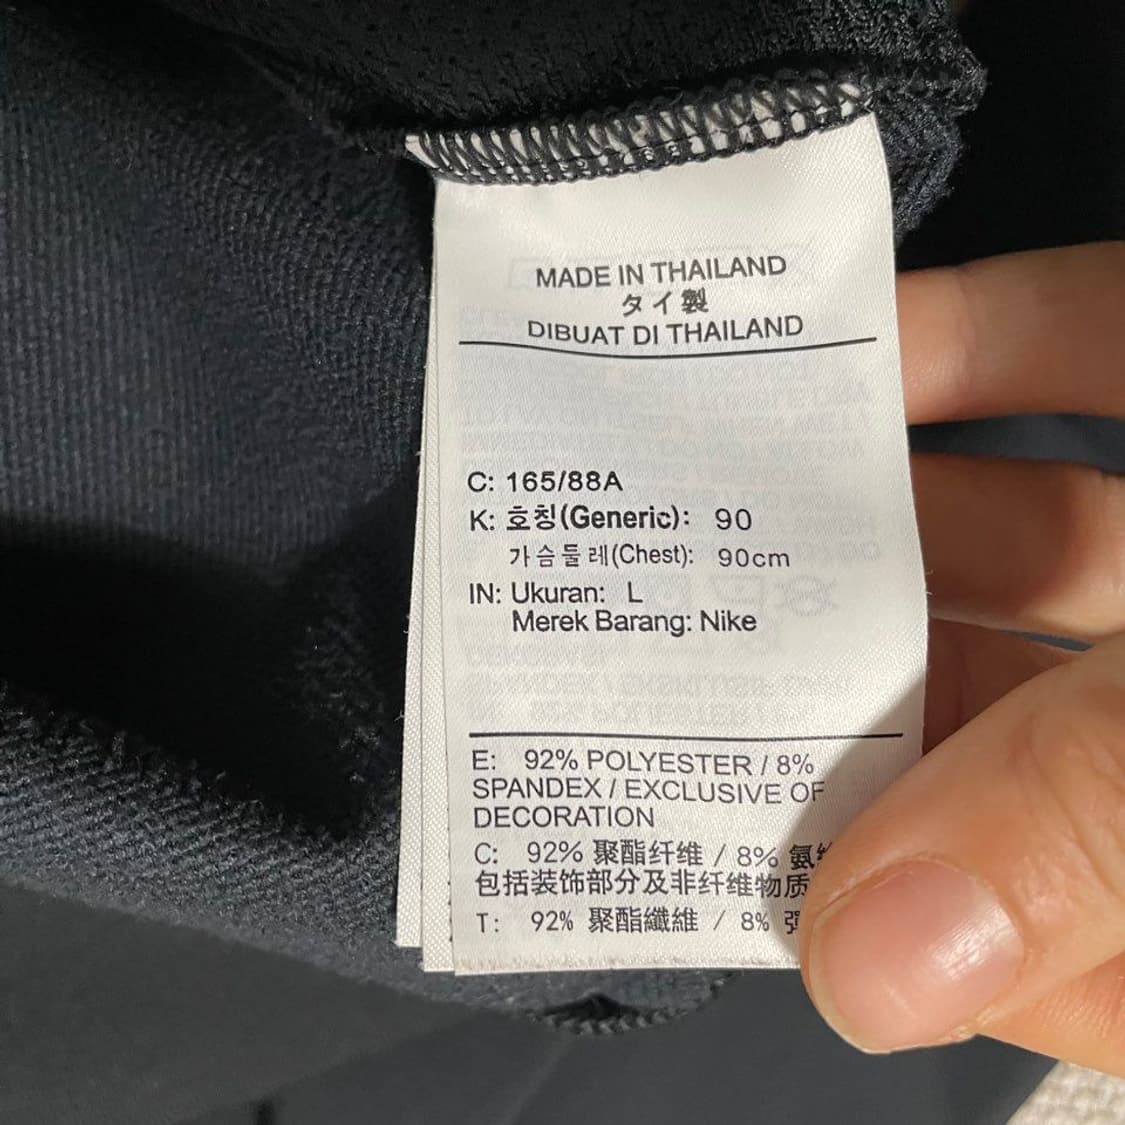 MADE IN THAILAND
タイ製
DIBUAT DI THAILAND
C: 165/88A
K: 호칭(Generic): 90
가슴둘레(Chest): 90cm
IN: Ukuran: L
Merek Barang: Nike
E: 92% POLYESTER / 8%
SPANDEX / EXCLUSIVE OF
DECORATION
C: 92% 聚酯纤维 / 8% 氨
包括装饰部分及非纤维物质
T: 92% 聚酯纖維 / 8%